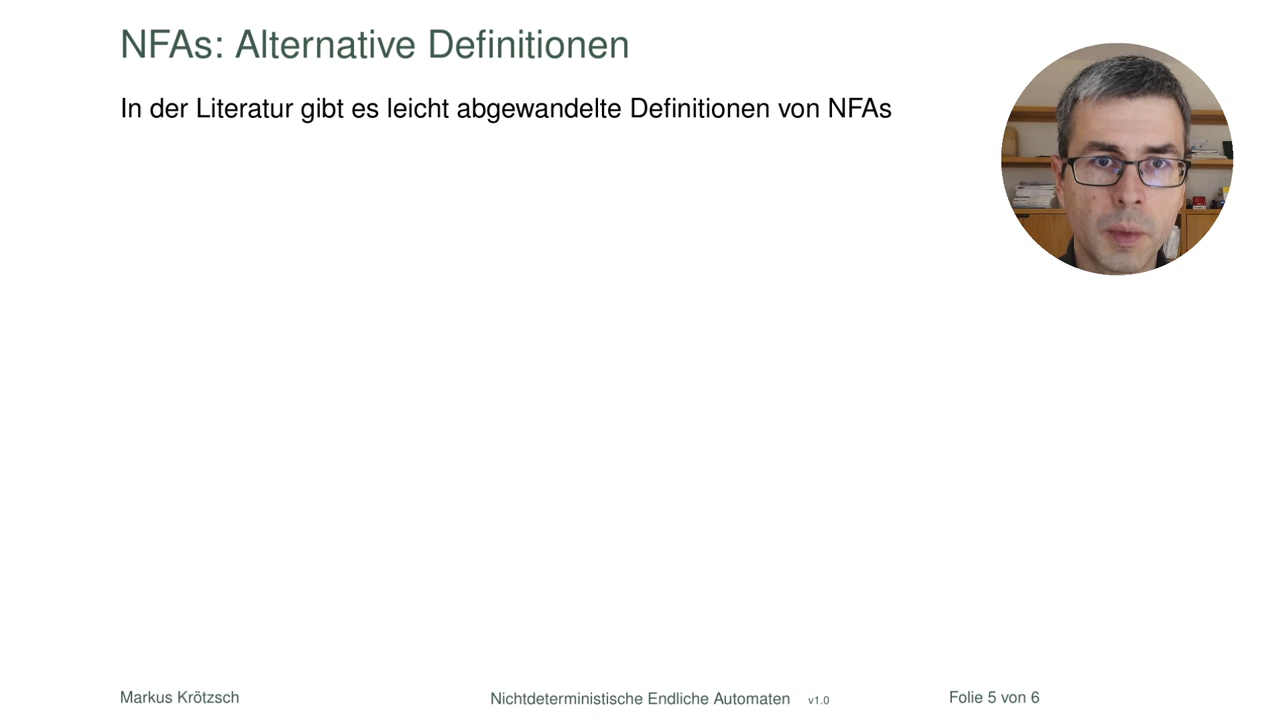 NFAs: Alternative Definitionen
In der Literatur gibt es leicht abgewandelte Definitionen von NFAs
Markus Krötzsch Nichtdeterministische Endliche Automaten v1.0 Folie 5 von 6